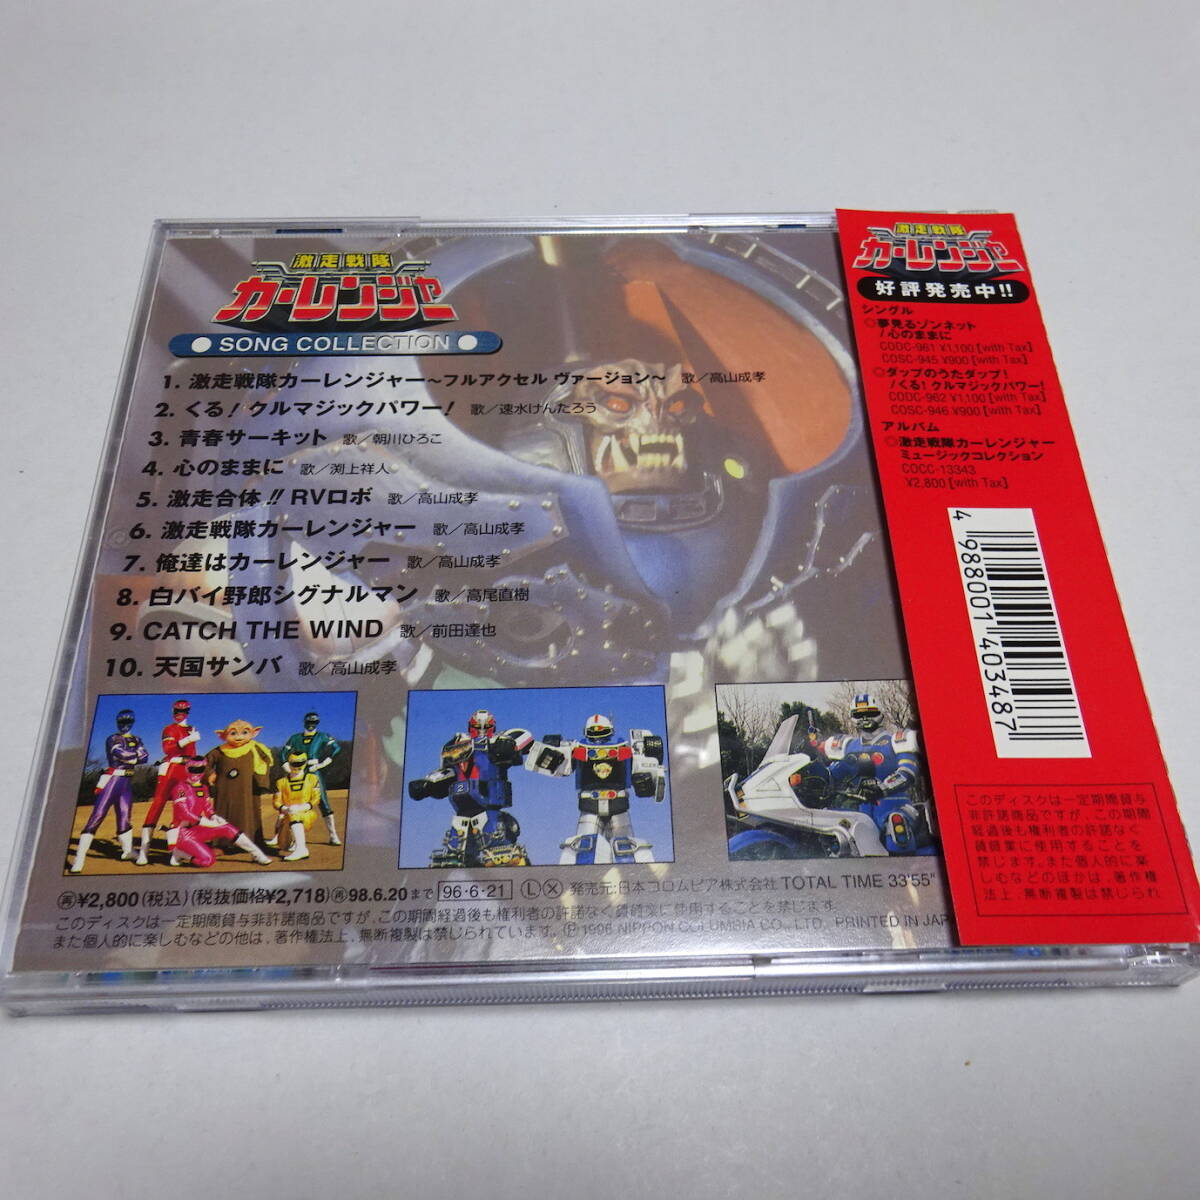 激走戦隊
カーレンジャー
SONG COLLECTION
1. 激走戦隊カーレンジャー～フルアクセル ヴァージョン～ 歌／高山成孝
2. くる! クルマジックパワー! 歌／速水けんたろう
3. 青春サーキット 歌／朝川ひろこ
4. 心のままに 歌／渕上祥人
5. 激走合体!! RVロボ 歌／高山成孝
6. 激走戦隊カーレンジャー 歌／高山成孝
7. 俺達はカーレンジャー 歌／高山成孝
8. 白バイ野郎シグナルマン 歌／高尾直樹
9. CATCH THE WIND 歌／前田達也
10. 天国サンバ 歌／高山成孝
再¥2,800(税込)(税抜価格¥2,718)再98.6.20まで 96·6·21 L X 発売元:日本コロムビア株式会社 TOTAL TIME 33'55"
このディスクは一定期間貸与非許諾商品ですが、この期間経過後も権利者の許諾なく賃貸業に使用することを禁じます。
また個人的に楽しむなどの他は、著作権法上、無断複製は禁じられています。 Ⓟ 1996 NIPPON COLUMBIA CO., LTD. PRINTED IN JAP
激走戦隊
カーレンジャー
好評発売中!!
シングル
◎夢見るゾンネット
/心のままに
CODC-961 ¥1,100 [with Tax]
COSC-945 ¥900 [with Tax]
◎ダップのうたダップ!
/くる! クルマジックパワー!
CODC-962 ¥1,100 [with Tax]
COSC-946 ¥900 [with Tax]
アルバム
◎激走戦隊カーレンジャー
ミュージックコレクション
COCC-13343
¥2,800 [with Tax]
4 988001 403487
このディスクは一定期間貸与
非許諾商品ですが、この期間
経過後も権利者の許諾なく
賃貸業に使用することを
禁じます。また個人的に楽
しむなどのほかは、著作権
法上、無断複製は禁じられ